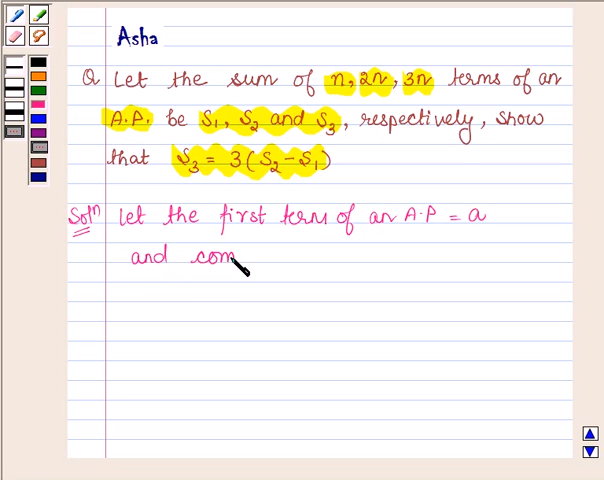 Asha
Q Let the sum of n, 2n, 3n terms of an
A.P. be S₁, S₂ and S₃, respectively, show
that S₃ = 3(S₂ - S₁)
Solⁿ Let the first term of an A.P = a
and com